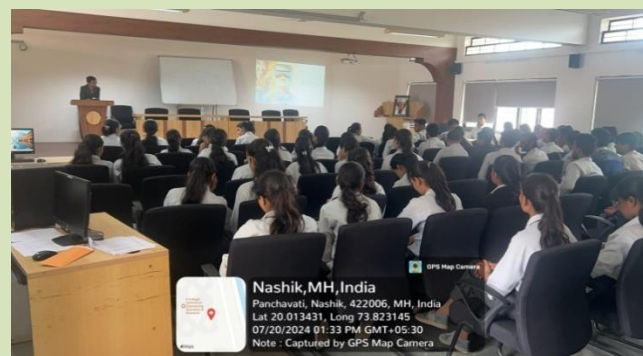 GPS Map Camera
Nashik,MH,India
Panchavati, Nashik, 422006, MH, India
Lat 20.013431, Long 73.823145
07/20/2024 01:33 PM GMT+05:30
Note : Captured by GPS Map Camera